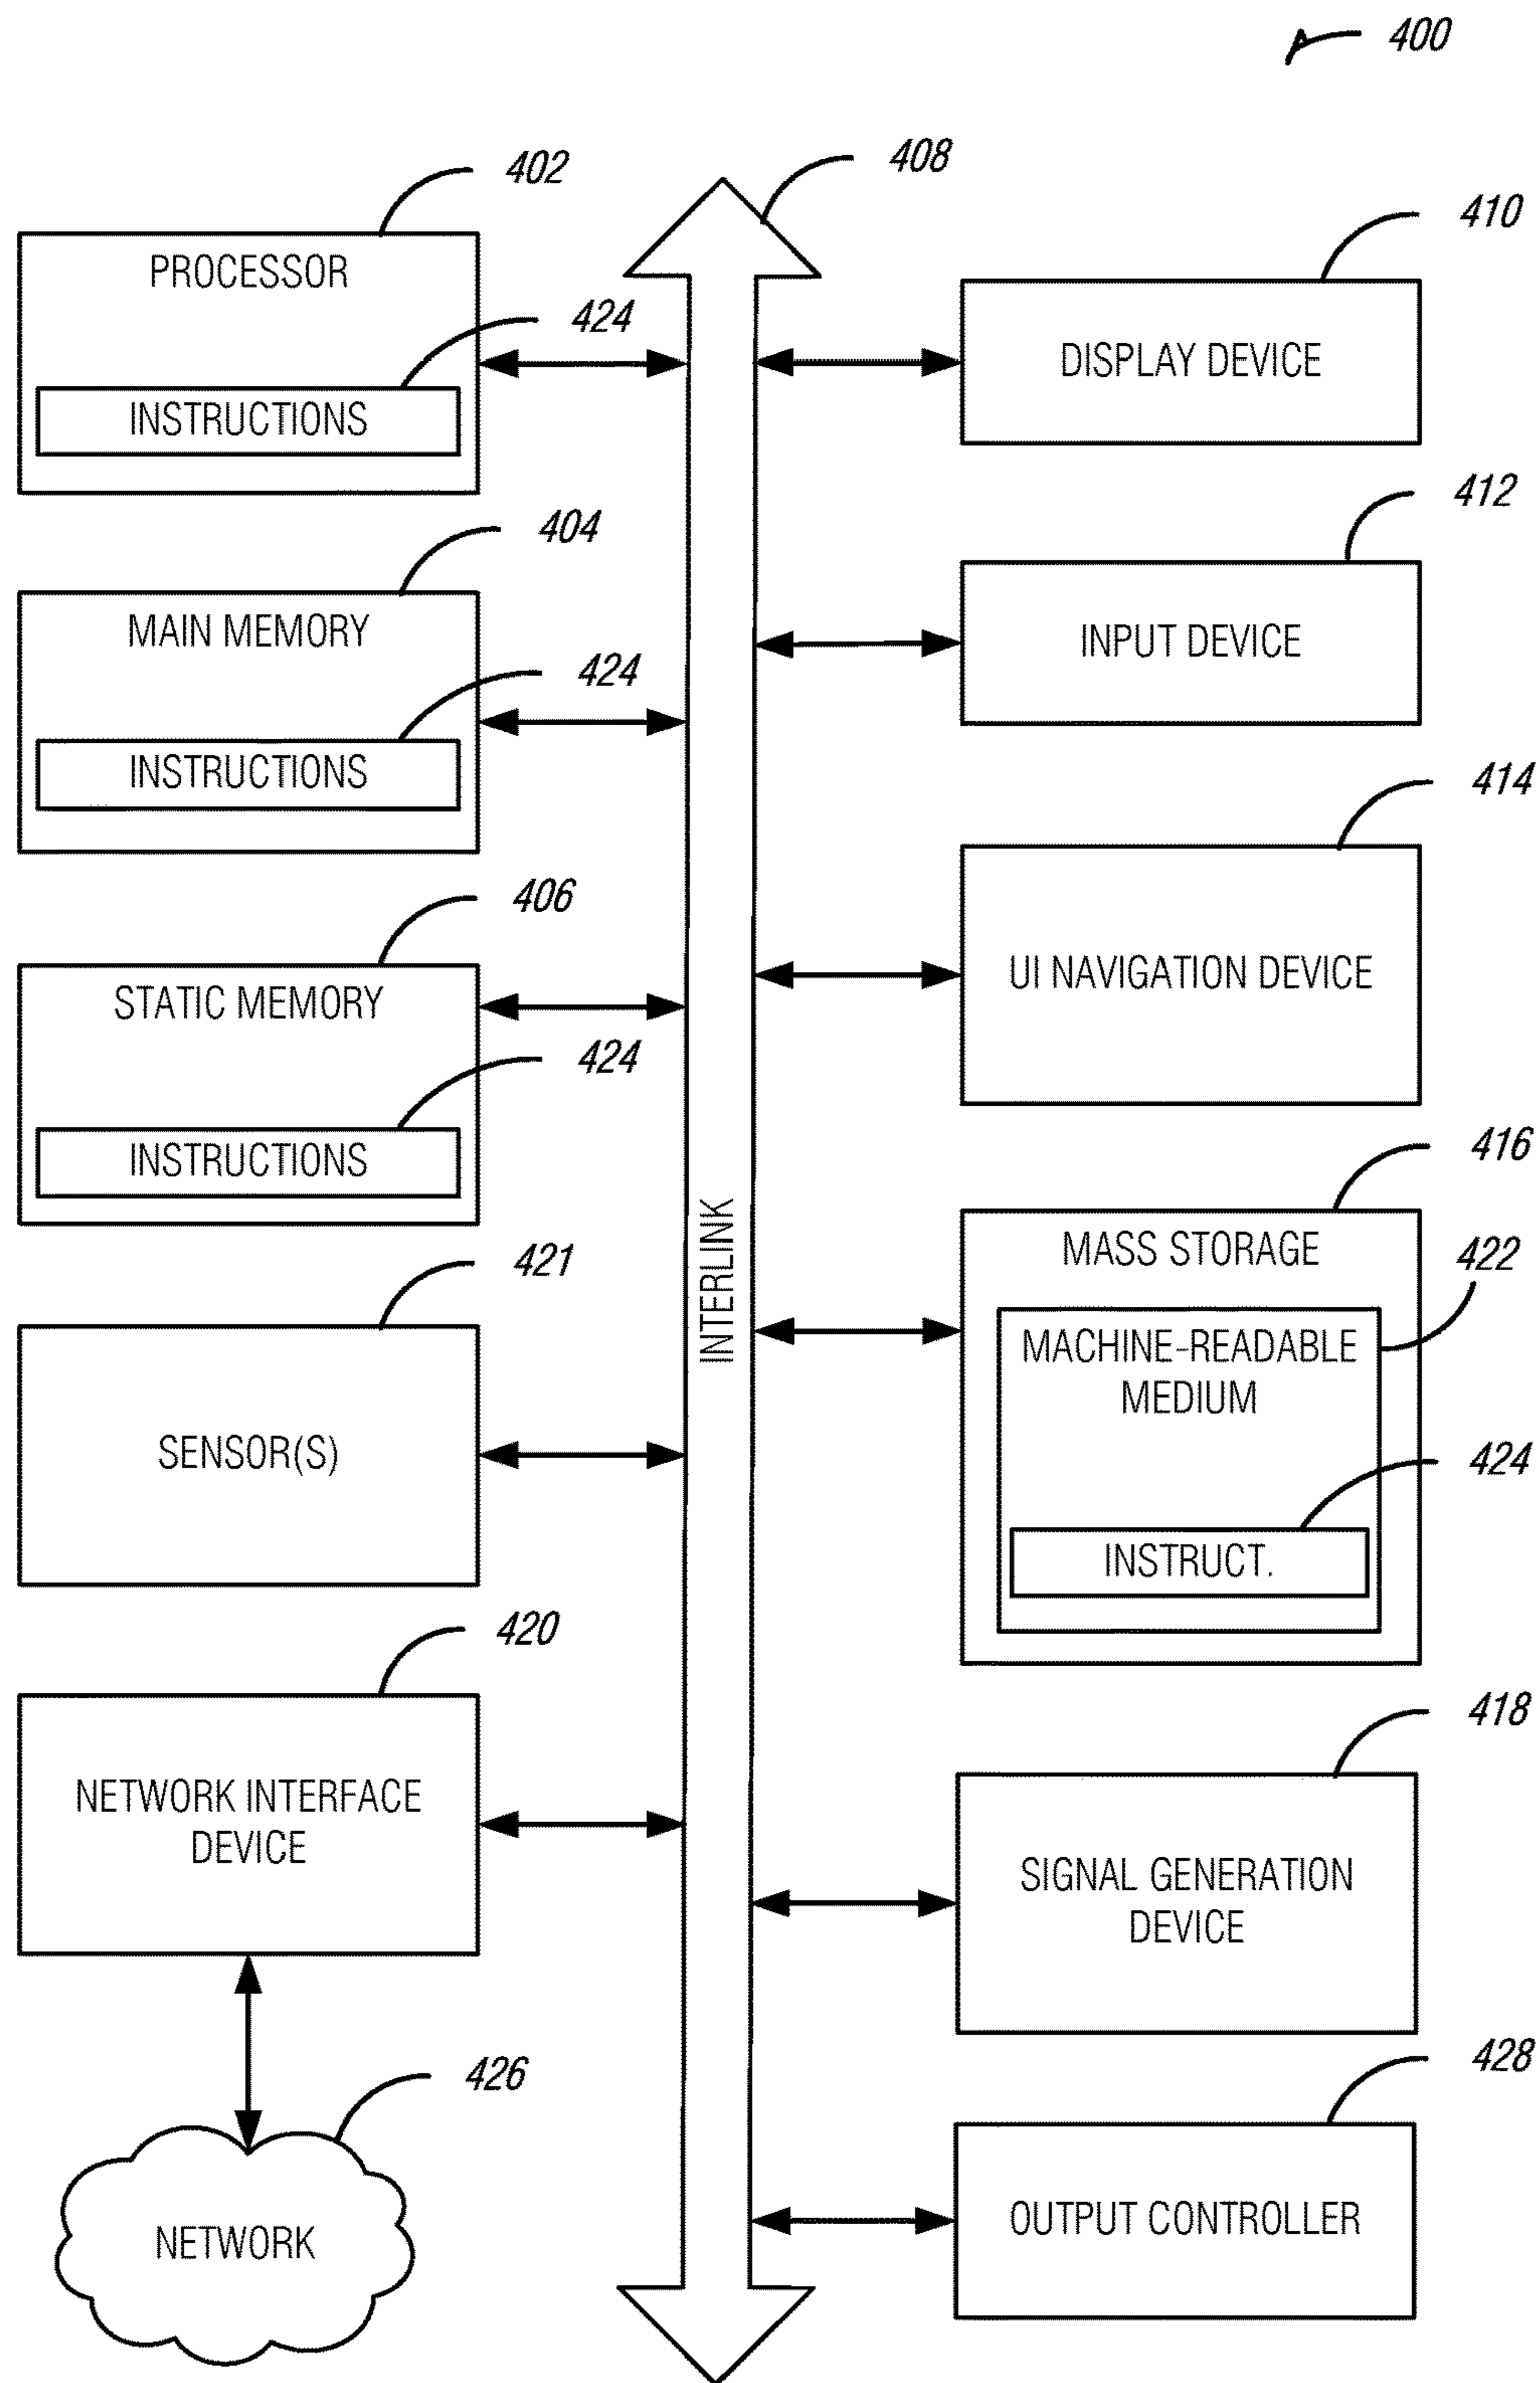 400
402
PROCESSOR
424
INSTRUCTIONS
404
MAIN MEMORY
424
INSTRUCTIONS
406
STATIC MEMORY
424
INSTRUCTIONS
421
SENSOR(S)
420
NETWORK INTERFACE
DEVICE
426
NETWORK
408
INTERLINK
410
DISPLAY DEVICE
412
INPUT DEVICE
414
UI NAVIGATION DEVICE
416
MASS STORAGE
422
MACHINE-READABLE
MEDIUM
424
INSTRUCT.
418
SIGNAL GENERATION
DEVICE
428
OUTPUT CONTROLLER